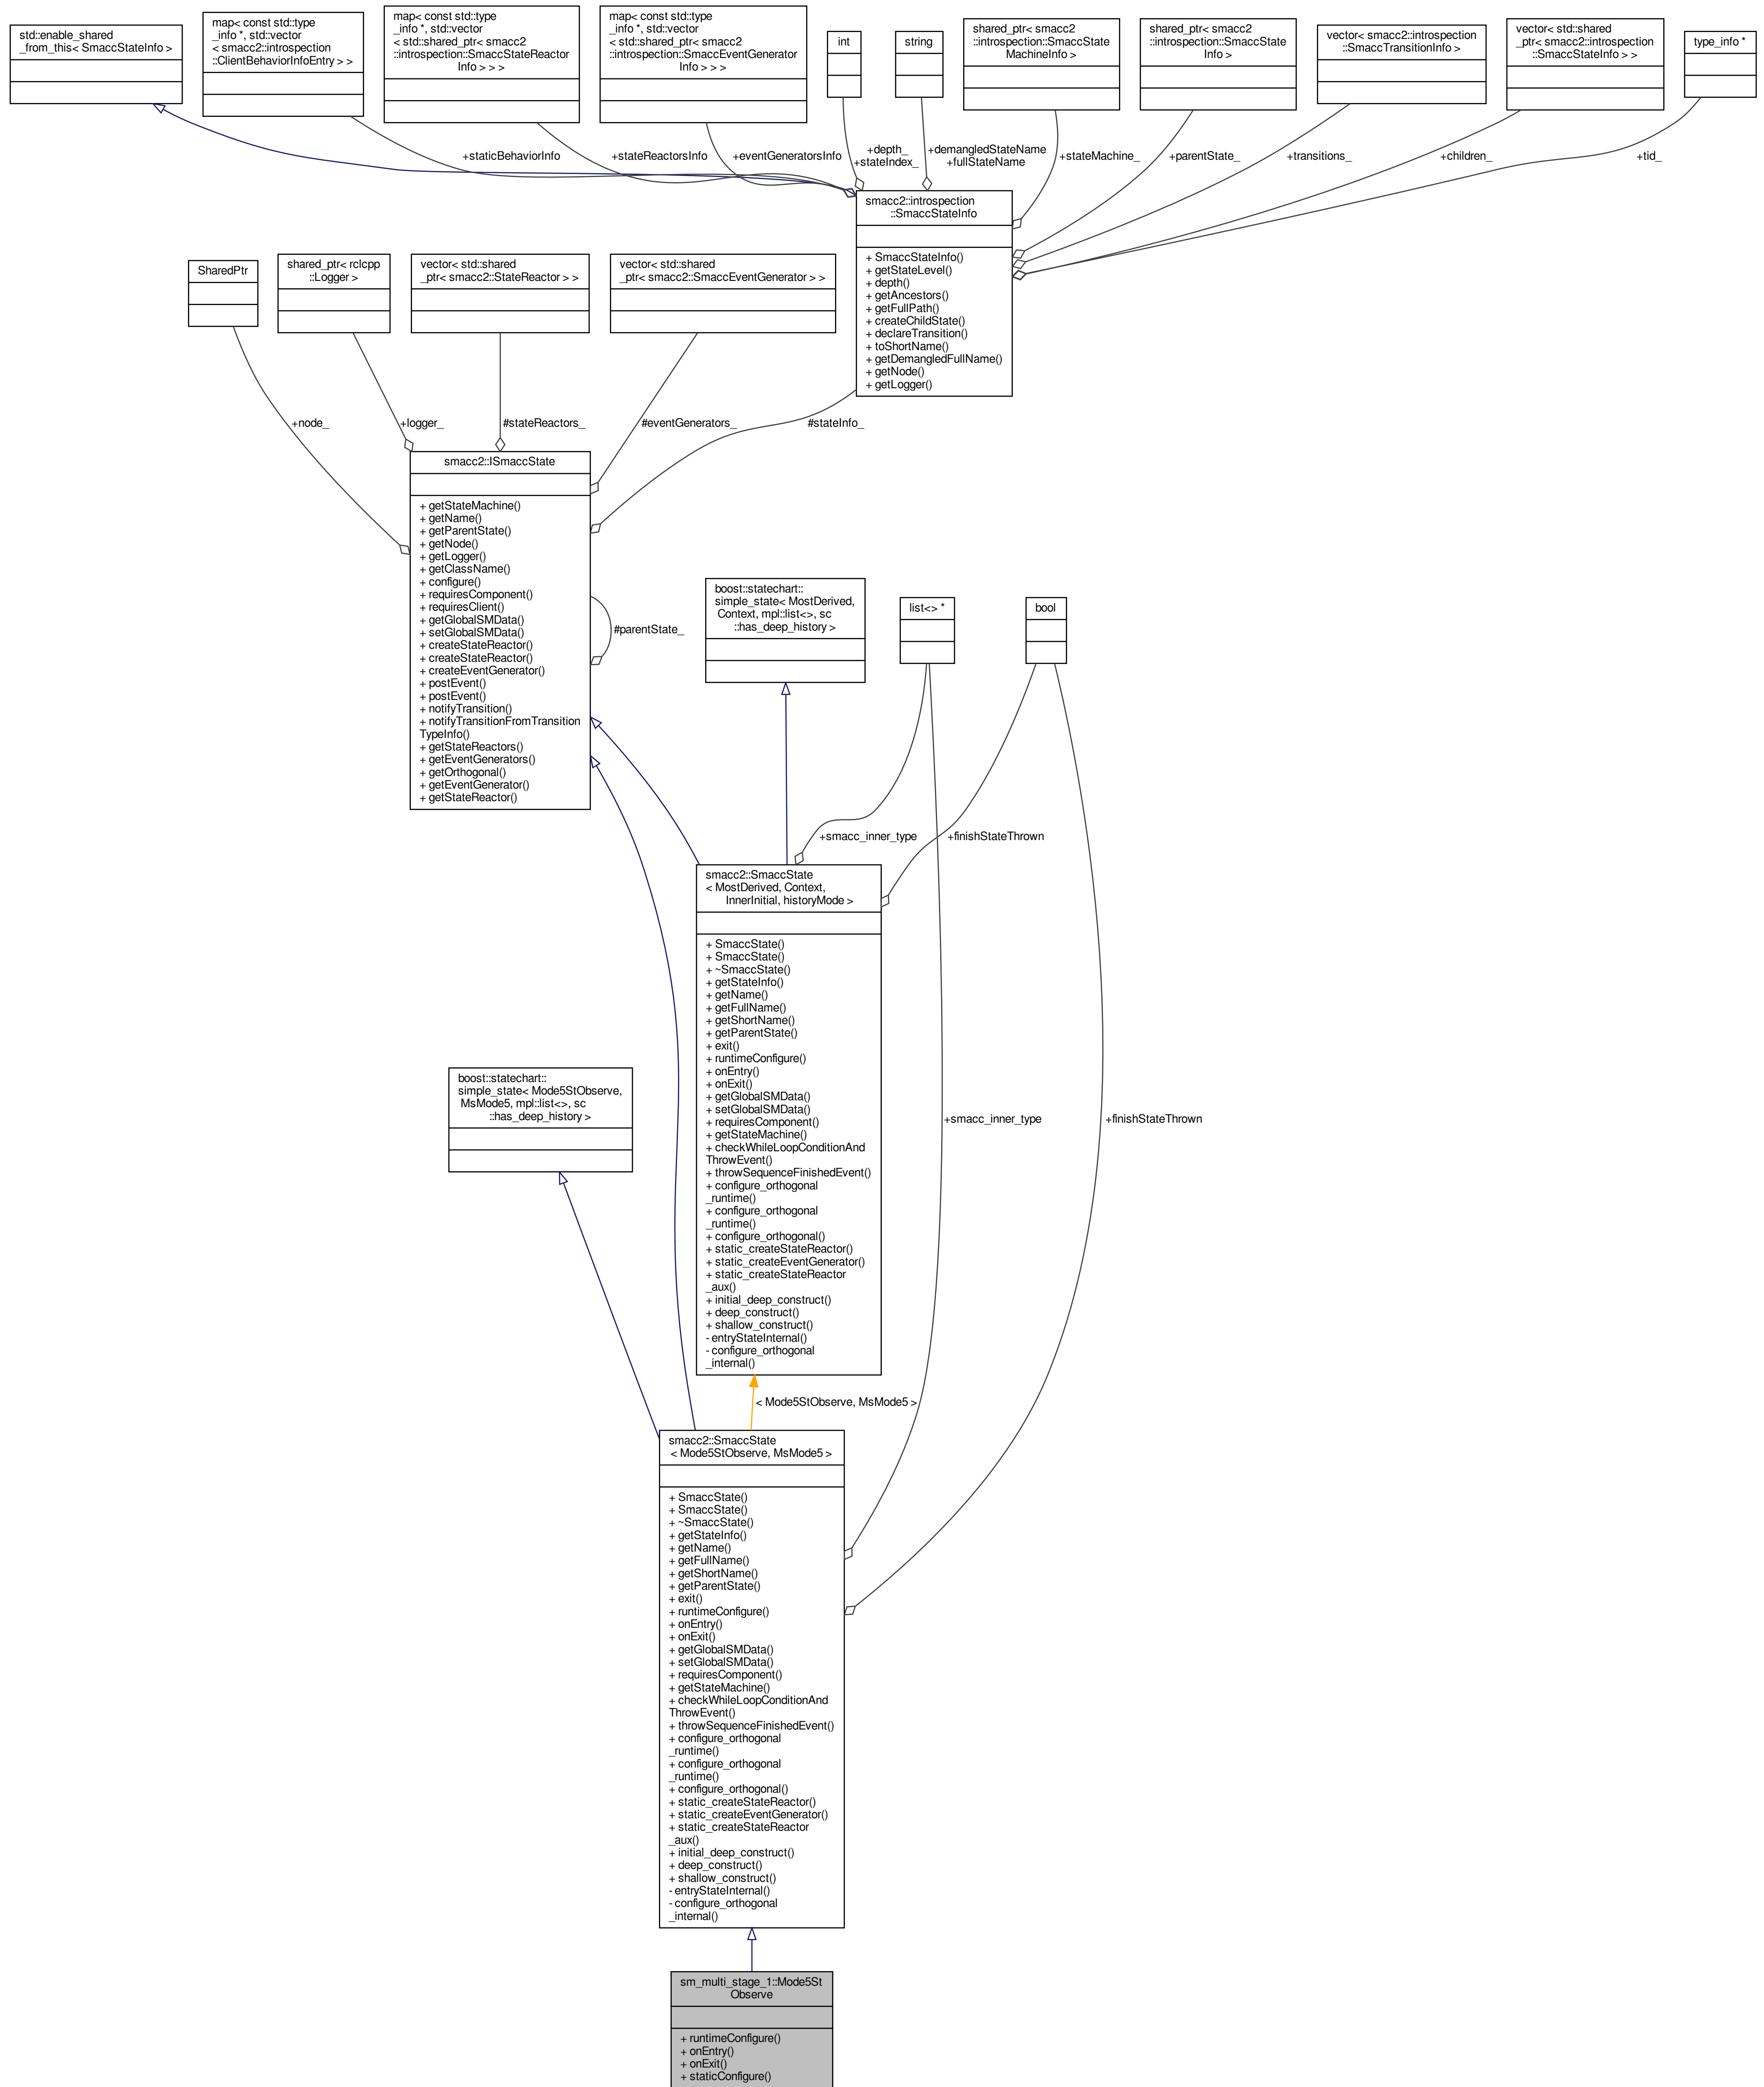 std::enable_shared
_from_this< SmaccStateInfo >
map< const std::type
_info *, std::vector
< smacc2::introspection
::ClientBehaviorInfoEntry > >
map< const std::type
_info *, std::vector
< std::shared_ptr< smacc2
::introspection::SmaccStateReactor
Info > > >
map< const std::type
_info *, std::vector
< std::shared_ptr< smacc2
::introspection::SmaccEventGenerator
Info > > >
int
string
shared_ptr< smacc2
::introspection::SmaccState
MachineInfo >
shared_ptr< smacc2
::introspection::SmaccState
Info >
vector< smacc2::introspection
::SmaccTransitionInfo >
vector< std::shared
_ptr< smacc2::introspection
::SmaccStateInfo > >
type_info *
+staticBehaviorInfo
+stateReactorsInfo
+eventGeneratorsInfo
+depth_
+stateIndex_
+demangledStateName
+fullStateName
+stateMachine_
+parentState_
+transitions_
+children_
+tid_
smacc2::introspection
::SmaccStateInfo
+ SmaccStateInfo()
+ getStateLevel()
+ depth()
+ getAncestors()
+ getFullPath()
+ createChildState()
+ declareTransition()
+ toShortName()
+ getDemangledFullName()
+ getNode()
+ getLogger()
SharedPtr
shared_ptr< rclcpp
::Logger >
vector< std::shared
_ptr< smacc2::StateReactor > >
vector< std::shared
_ptr< smacc2::SmaccEventGenerator > >
+node_
+logger_
#stateReactors_
#eventGenerators_
#stateInfo_
smacc2::ISmaccState
+ getStateMachine()
+ getName()
+ getParentState()
+ getNode()
+ getLogger()
+ getClassName()
+ configure()
+ requiresComponent()
+ requiresClient()
+ getGlobalSMData()
+ setGlobalSMData()
+ createStateReactor()
+ createStateReactor()
+ createEventGenerator()
+ postEvent()
+ postEvent()
+ notifyTransition()
+ notifyTransitionFromTransition
TypeInfo()
+ getStateReactors()
+ getEventGenerators()
+ getOrthogonal()
+ getEventGenerator()
+ getStateReactor()
#parentState_
boost::statechart::
simple_state< MostDerived,
Context, mpl::list<>, sc
::has_deep_history >
list<> *
bool
+smacc_inner_type
+finishStateThrown
smacc2::SmaccState
< MostDerived, Context,
InnerInitial, historyMode >
+ SmaccState()
+ SmaccState()
+ ~SmaccState()
+ getStateInfo()
+ getName()
+ getFullName()
+ getShortName()
+ getParentState()
+ exit()
+ runtimeConfigure()
+ onEntry()
+ onExit()
+ getGlobalSMData()
+ setGlobalSMData()
+ requiresComponent()
+ getStateMachine()
+ checkWhileLoopConditionAnd
ThrowEvent()
+ throwSequenceFinishedEvent()
+ configure_orthogonal
_runtime()
+ configure_orthogonal
_runtime()
+ configure_orthogonal()
+ static_createStateReactor()
+ static_createEventGenerator()
+ static_createStateReactor
_aux()
+ initial_deep_construct()
+ deep_construct()
+ shallow_construct()
- entryStateInternal()
- configure_orthogonal
_internal()
boost::statechart::
simple_state< Mode5StObserve,
MsMode5, mpl::list<>, sc
::has_deep_history >
+smacc_inner_type
+finishStateThrown
< Mode5StObserve, MsMode5 >
smacc2::SmaccState
< Mode5StObserve, MsMode5 >
+ SmaccState()
+ SmaccState()
+ ~SmaccState()
+ getStateInfo()
+ getName()
+ getFullName()
+ getShortName()
+ getParentState()
+ exit()
+ runtimeConfigure()
+ onEntry()
+ onExit()
+ getGlobalSMData()
+ setGlobalSMData()
+ requiresComponent()
+ getStateMachine()
+ checkWhileLoopConditionAnd
ThrowEvent()
+ throwSequenceFinishedEvent()
+ configure_orthogonal
_runtime()
+ configure_orthogonal
_runtime()
+ configure_orthogonal()
+ static_createStateReactor()
+ static_createEventGenerator()
+ static_createStateReactor
_aux()
+ initial_deep_construct()
+ deep_construct()
+ shallow_construct()
- entryStateInternal()
- configure_orthogonal
_internal()
sm_multi_stage_1::Mode5St
Observe
+ runtimeConfigure()
+ onEntry()
+ onExit()
+ staticConfigure()